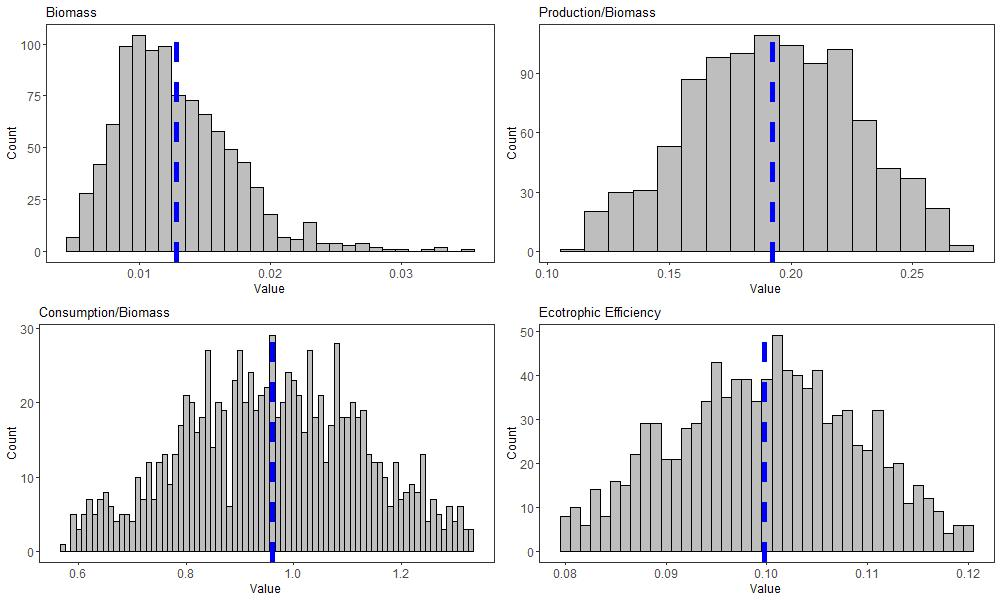 Biomass
Count
100
75
50
25
0
0.01 0.02 0.03
Value
Production/Biomass
Count
90
60
30
0
0.10 0.15 0.20 0.25
Value
Consumption/Biomass
Count
30
20
10
0
0.6 0.8 1.0 1.2
Value
Ecotrophic Efficiency
Count
50
40
30
20
10
0
0.08 0.09 0.10 0.11 0.12
Value